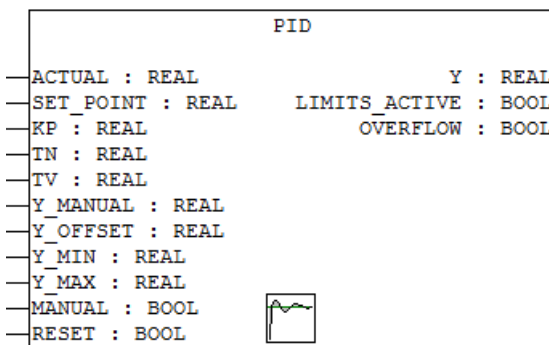 PID
ACTUAL : REAL Y : REAL
SET_POINT : REAL LIMITS_ACTIVE : BOOL
KP : REAL OVERFLOW : BOOL
TN : REAL
TV : REAL
Y_MANUAL : REAL
Y_OFFSET : REAL
Y_MIN : REAL
Y_MAX : REAL
MANUAL : BOOL
RESET : BOOL